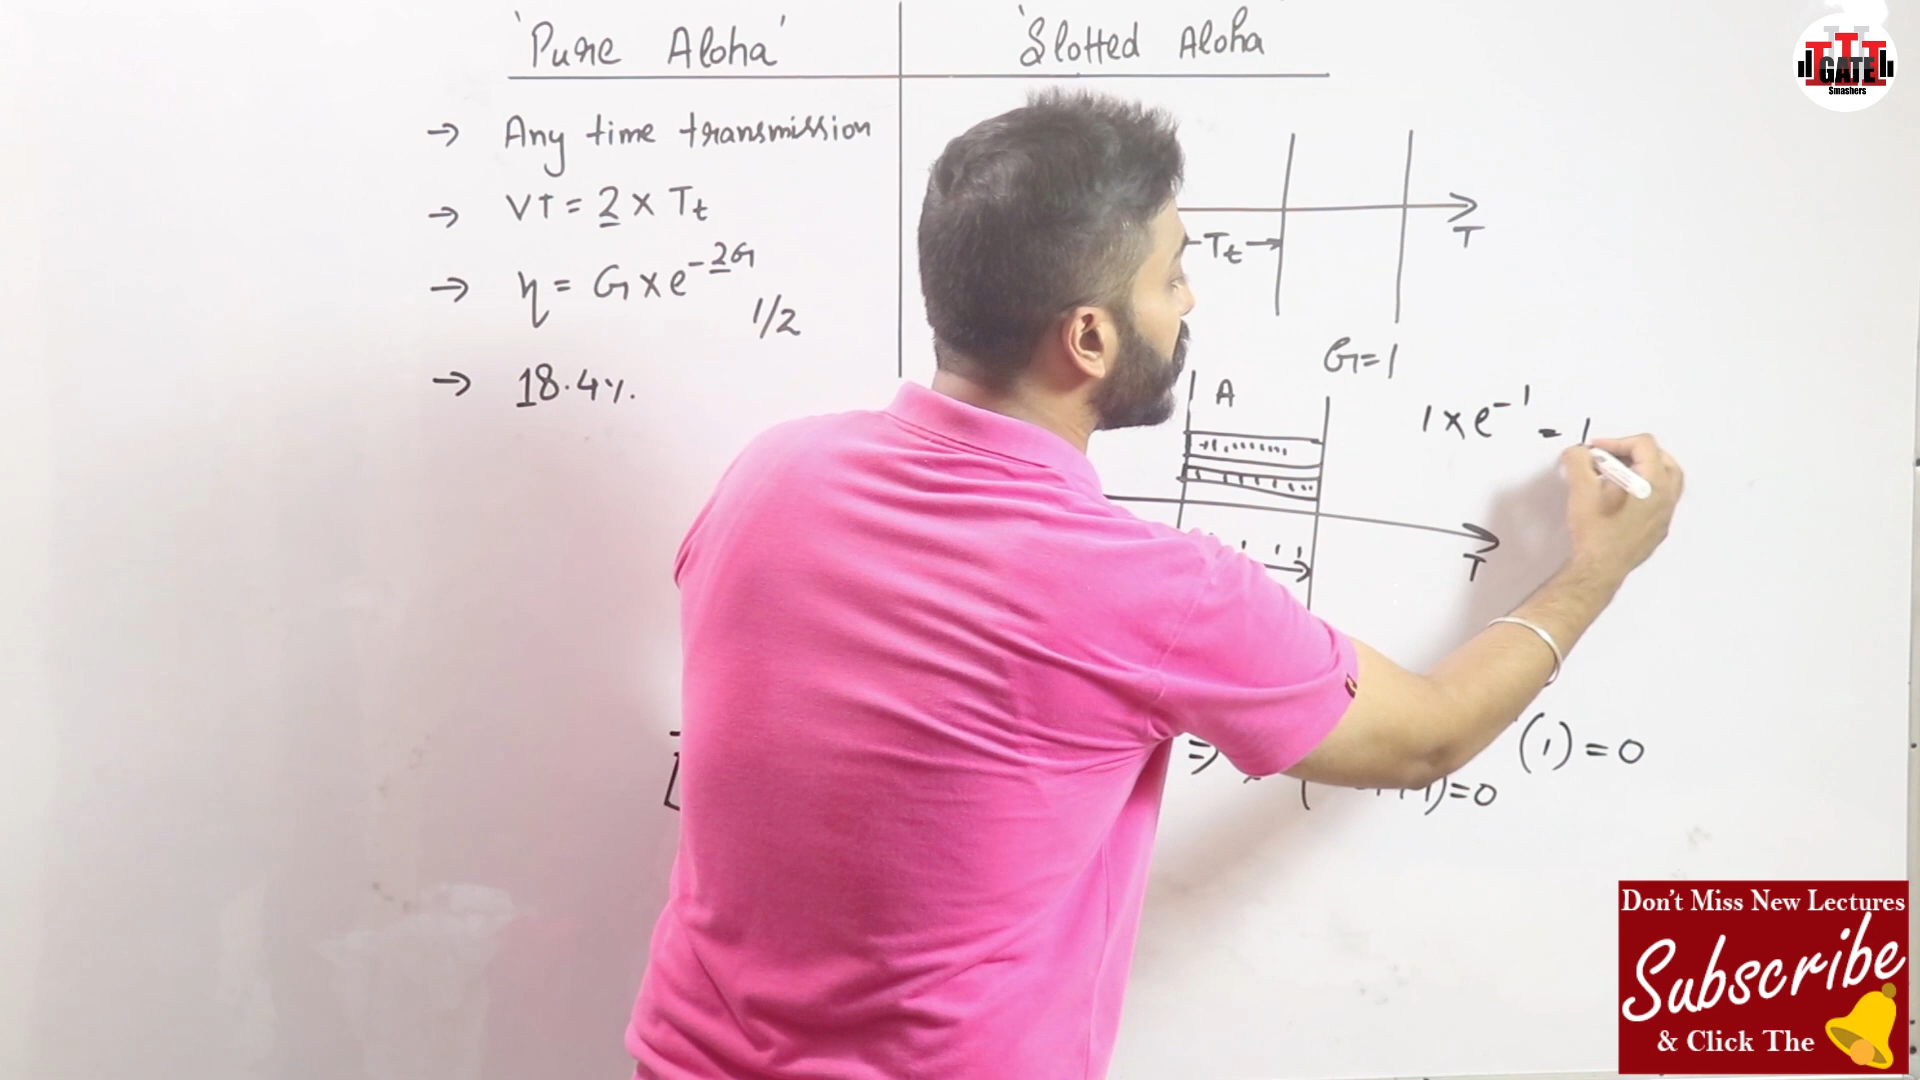 'Pure Aloha'
→ Any time transmission
→ VT = 2 × Tt
→ η = G × e^-2G
1/2
→ 18.4%.
'Slotted Aloha'
Tt
T
G=1
A
1 × e^-1 = 1
T
(1) = 0
)=0
GATE
Smashers
Don't Miss New Lectures
Subscribe
& Click The